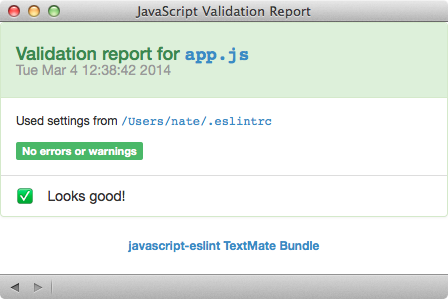 JavaScript Validation Report
Validation report for app.js
Tue Mar 4 12:38:42 2014
Used settings from /Users/nate/.eslintrc
No errors or warnings
Looks good!
javascript-eslint TextMate Bundle